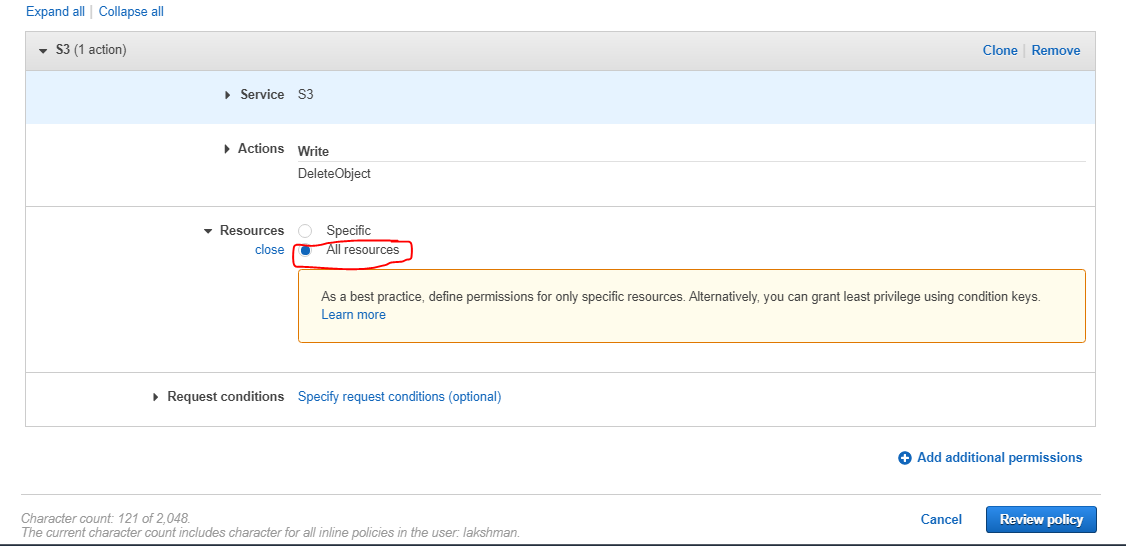 Expand all | Collapse all
S3 (1 action) Clone | Remove
Service S3
Actions Write
DeleteObject
Resources Specific
close All resources
As a best practice, define permissions for only specific resources. Alternatively, you can grant least privilege using condition keys.
Learn more
Request conditions Specify request conditions (optional)
Add additional permissions
Character count: 121 of 2,048.
The current character count includes character for all inline policies in the user: lakshman.
Cancel Review policy